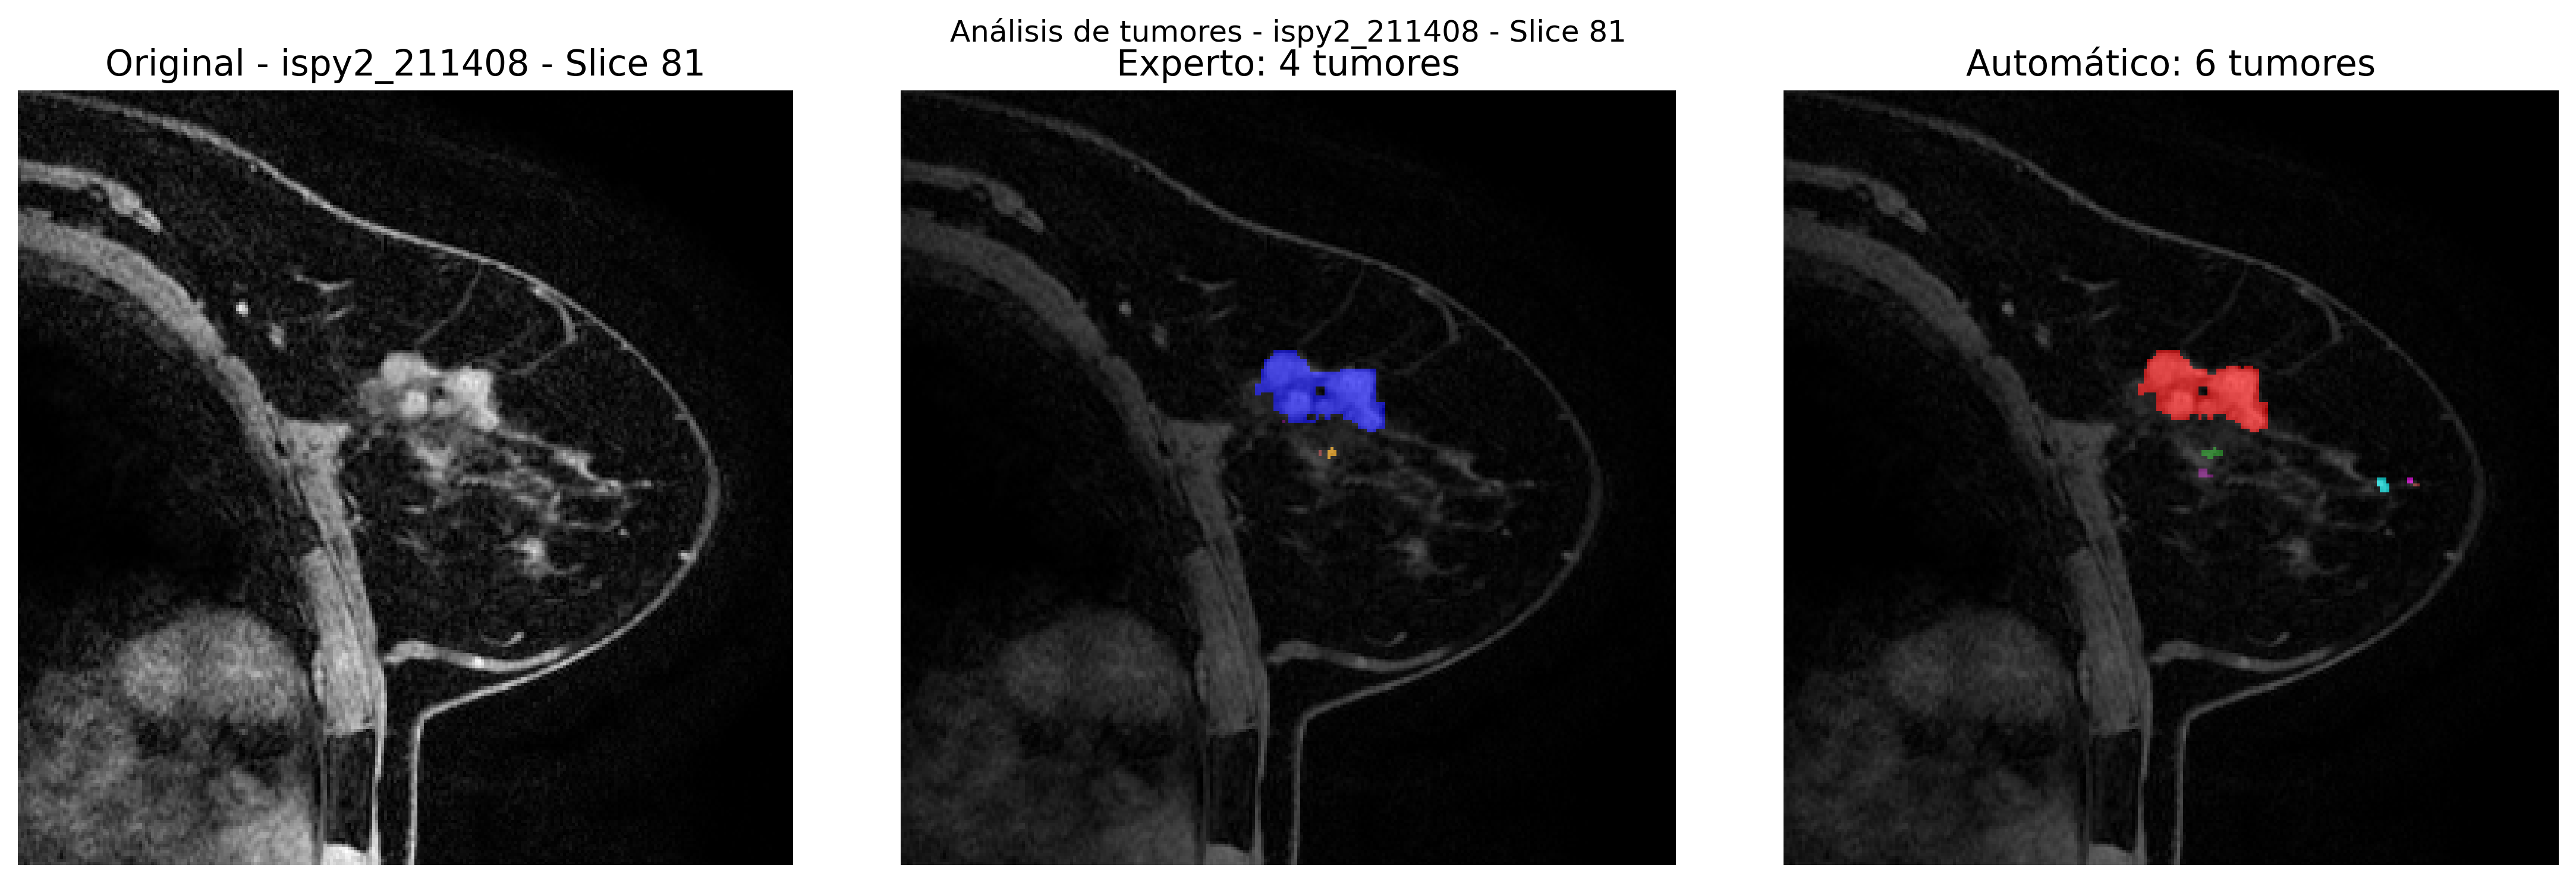 Análisis de tumores - ispy2_211408 - Slice 81
Original - ispy2_211408 - Slice 81
Experto: 4 tumores
Automático: 6 tumores